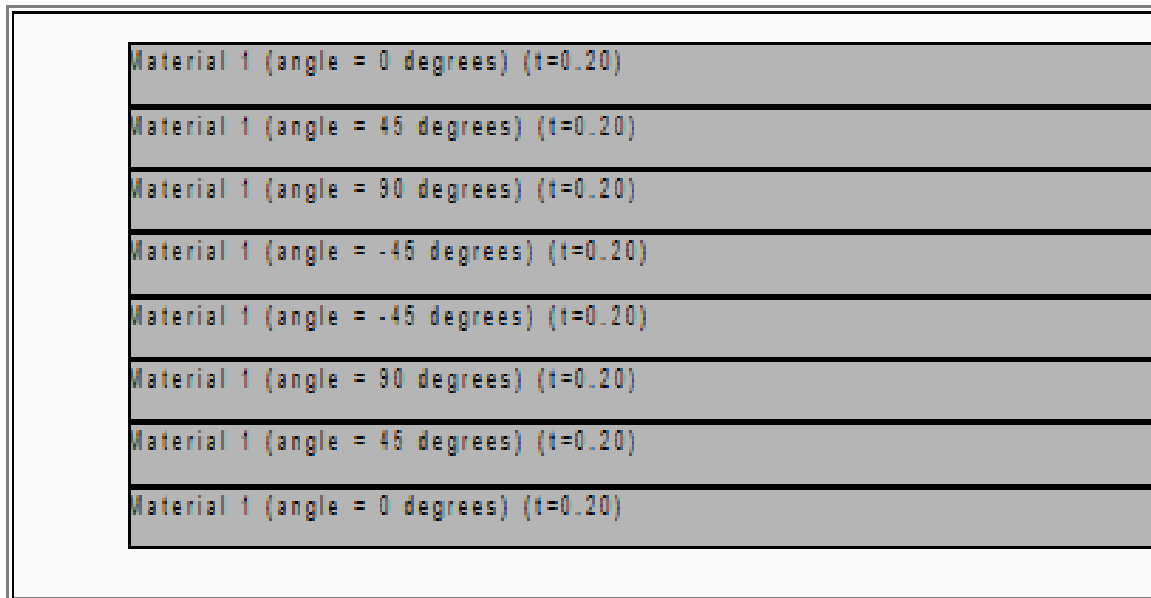 Material 1 (angle = 0 degrees) (t=0.20)
Material 1 (angle = 45 degrees) (t=0.20)
Material 1 (angle = 90 degrees) (t=0.20)
Material 1 (angle = -45 degrees) (t=0.20)
Material 1 (angle = -45 degrees) (t=0.20)
Material 1 (angle = 90 degrees) (t=0.20)
Material 1 (angle = 45 degrees) (t=0.20)
Material 1 (angle = 0 degrees) (t=0.20)